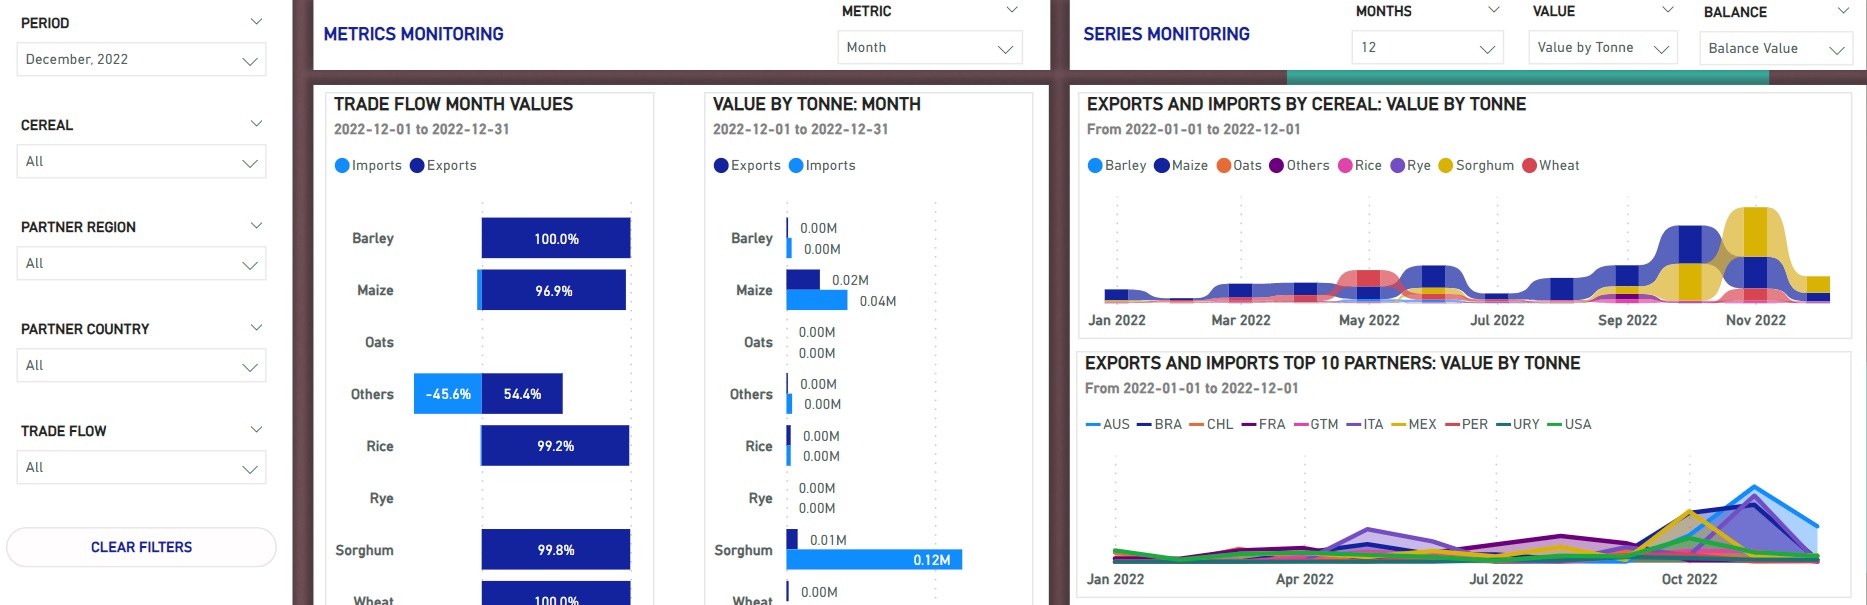 PERIOD
December, 2022
CEREAL
All
PARTNER REGION
All
PARTNER COUNTRY
All
TRADE FLOW
All
CLEAR FILTERS
METRICS MONITORING
METRIC
Month
TRADE FLOW MONTH VALUES
2022-12-01 to 2022-12-31
Imports Exports
Barley 100.0%
Maize 96.9%
Oats
Others -45.6% 54.4%
Rice 99.2%
Rye
Sorghum 99.8%
Wheat 100.0%
VALUE BY TONNE: MONTH
2022-12-01 to 2022-12-31
Exports Imports
Barley 0.00M
0.00M
Maize 0.02M
0.04M
Oats 0.00M
0.00M
Others 0.00M
0.00M
Rice 0.00M
0.00M
Rye 0.00M
0.00M
Sorghum 0.01M
0.12M
Wheat 0.00M
SERIES MONITORING
MONTHS
12
VALUE
Value by Tonne
BALANCE
Balance Value
EXPORTS AND IMPORTS BY CEREAL: VALUE BY TONNE
From 2022-01-01 to 2022-12-01
Barley Maize Oats Others Rice Rye Sorghum Wheat
Jan 2022 Mar 2022 May 2022 Jul 2022 Sep 2022 Nov 2022
EXPORTS AND IMPORTS TOP 10 PARTNERS: VALUE BY TONNE
From 2022-01-01 to 2022-12-01
AUS BRA CHL FRA GTM ITA MEX PER URY USA
Jan 2022 Apr 2022 Jul 2022 Oct 2022